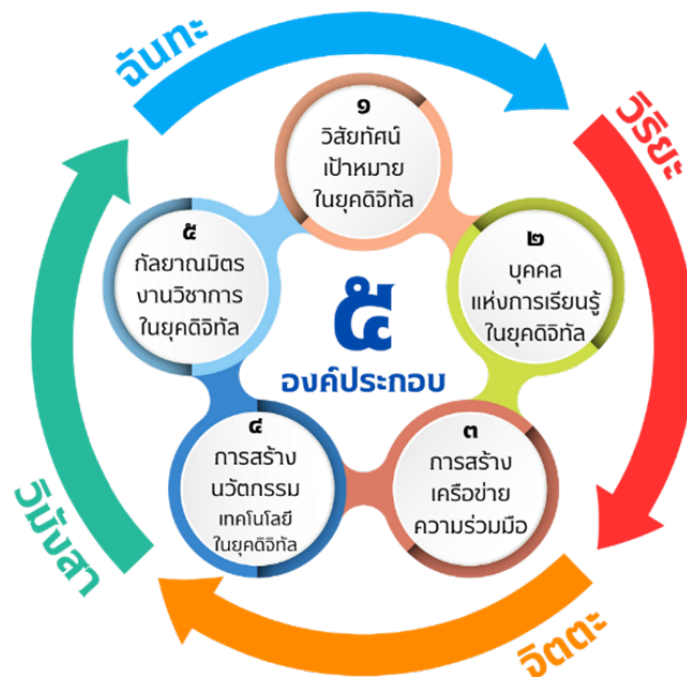 ฉันทะ
วิริยะ
จิตตะ
วิมังสา
๑
วิสัยทัศน์
เป้าหมาย
ในยุคดิจิทัล
๒
บุคคล
แห่งการเรียนรู้
ในยุคดิจิทัล
๓
การสร้าง
เครือข่าย
ความร่วมมือ
๔
การสร้าง
นวัตกรรม
เทคโนโลยี
ในยุคดิจิทัล
๕
กัลยาณมิตร
งานวิชาการ
ในยุคดิจิทัล
๕
องค์ประกอบ